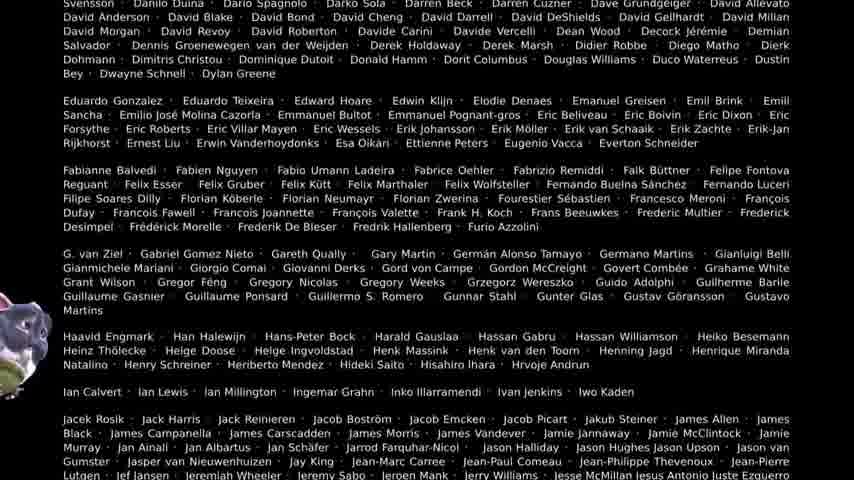 Svensson · Danilo Duina · Dario Spagnolo · Darko Sola · Darren Beck · Darren Cuzner · Dave Grundgeiger · David Allevato
David Anderson · David Blake · David Bond · David Cheng · David Darrell · David DeShields · David Gellhardt · David Millan
David Morgan · David Revoy · David Roberton · Davide Carini · Davide Vercelli · Dean Wood · Decock Jérémie · Demian
Salvador · Dennis Groenewegen van der Weijden · Derek Holdaway · Derek Marsh · Didier Robbe · Diego Matho · Dierk
Dohmann · Dimitris Christou · Dominique Dutoit · Donald Hamm · Dorit Columbus · Douglas Williams · Duco Waterreus · Dustin
Bey · Dwayne Schnell · Dylan Greene
Eduardo Gonzalez · Eduardo Teixeira · Edward Hoare · Edwin Klijn · Elodie Denaes · Emanuel Greisen · Emil Brink · Emill
Sancha · Emilio José Molina Cazorla · Emmanuel Bultot · Emmanuel Pognant-gros · Eric Beliveau · Eric Boivin · Eric Dixon · Eric
Forsythe · Eric Roberts · Eric Villar Mayen · Eric Wessels · Erik Johansson · Erik Möller · Erik van Schaaik · Erik Zachte · Erik-Jan
Rijkhorst · Ernest Liu · Erwin Vanderhoydonks · Esa Oikari · Ettienne Peters · Eugenio Vacca · Everton Schneider
Fabianne Balvedi · Fabien Nguyen · Fabio Umann Ladeira · Fabrice Oehler · Fabrizio Remiddi · Falk Büttner · Felipe Fontova
Reguant · Felix Esser · Felix Gruber · Felix Kütt · Felix Marthaler · Felix Wolfsteller · Fernando Buelna Sánchez · Fernando Luceri
Filipe Soares Dilly · Florian Köberle · Florian Neumayr · Florian Zwerina · Fourestier Sébastien · Francesco Meroni · François
Dufay · Francois Fawell · Francois Joannette · François Valette · Frank H. Koch · Frans Beeuwkes · Frederic Multier · Frederick
Desimpel · Frédérick Morelle · Frederik De Bleser · Fredrik Hallenberg · Furio Azzolini
G. van Ziel · Gabriel Gomez Nieto · Gareth Qually · Gary Martin · Germán Alonso Tamayo · Germano Martins · Gianluigi Belli
Gianmichele Mariani · Giorgio Comai · Giovanni Derks · Gord von Campe · Gordon McCreight · Govert Combée · Grahame White
Grant Wilson · Gregor Fëng · Gregory Nicolas · Gregory Weeks · Grzegorz Wereszko · Guido Adolphi · Guilherme Barile
Guillaume Gasnier · Guillaume Ponsard · Guillermo S. Romero · Gunnar Stahl · Gunter Glas · Gustav Göransson · Gustavo
Martins
Haavid Engmark · Han Halewijn · Hans-Peter Bock · Harald Gauslaa · Hassan Gabru · Hassan Williamson · Heiko Besemann
Heinz Thölecke · Helge Doose · Helge Ingvoldstad · Henk Massink · Henk van den Toorn · Henning Jagd · Henrique Miranda
Natalino · Henry Schreiner · Heriberto Mendez · Hideki Saito · Hisahiro Ihara · Hrvoje Andrun
Ian Calvert · Ian Lewis · Ian Millington · Ingemar Grahn · Inko Illarramendi · Ivan Jenkins · Iwo Kaden
Jacek Rosik · Jack Harris · Jack Reinieren · Jacob Boström · Jacob Emcken · Jacob Picart · Jakub Steiner · James Allen · James
Black · James Campanella · James Carscadden · James Morris · James Vandever · Jamie Jannaway · Jamie McClintock · Jamie
Murray · Jan Ainali · Jan Albartus · Jan Schäfer · Jarrod Farquhar-Nicol · Jason Halliday · Jason Hughes Jason Upson · Jason van
Gumster · Jasper van Nieuwenhuizen · Jay King · Jean-Marc Carree · Jean-Paul Comeau · Jean-Philippe Thevenoux · Jean-Pierre
Lutgen · Jef Jansen · Jeremiah Wheeler · Jeremy Sabo · Jeroen Mank · Jerry Williams · Jesse McMillan Jesus Antonio Juste Ezquerro